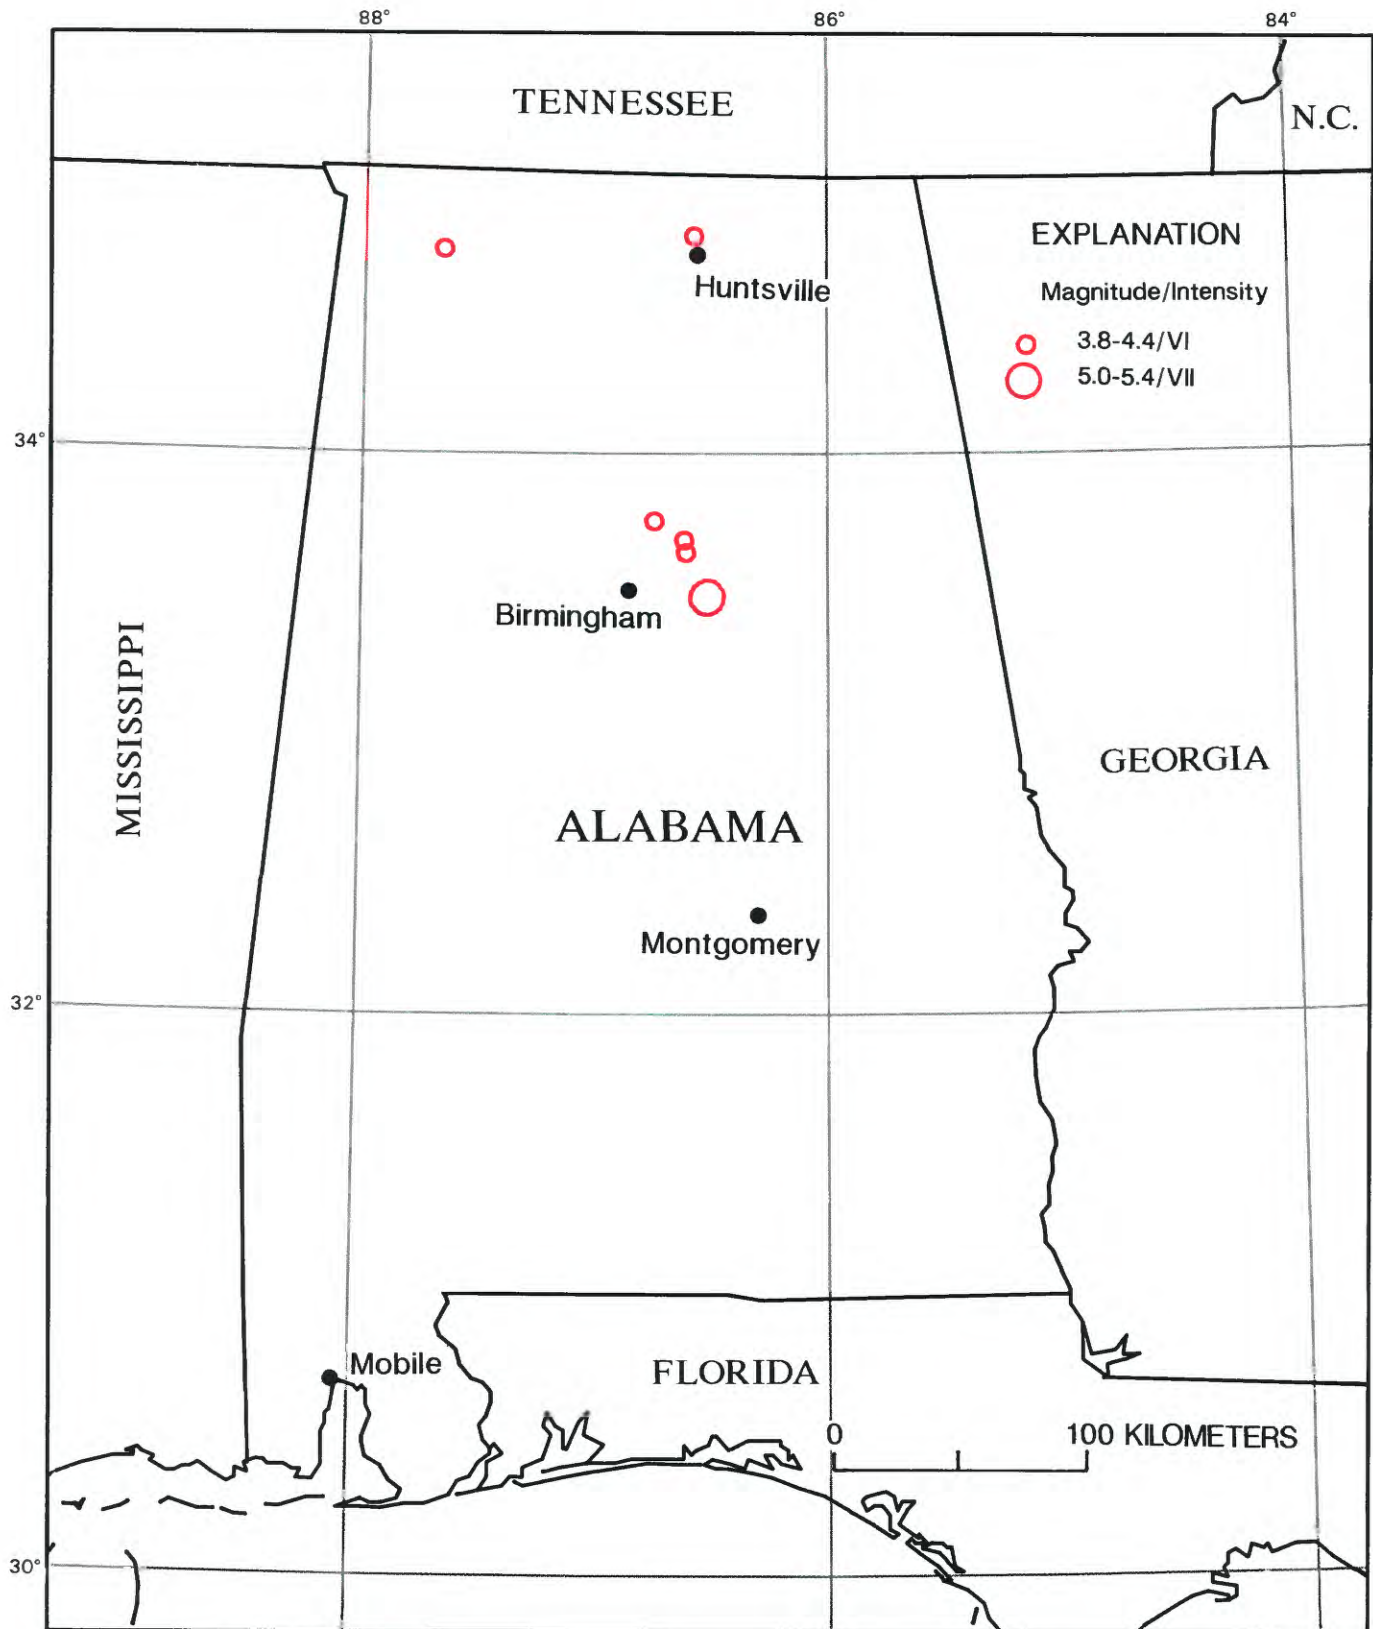 88°
86°
84°
TENNESSEE
N.C.
EXPLANATION
Huntsville
Magnitude/Intensity
3.8-4.4/VI
5.0-5.4/VII
34°
Birmingham
MISSISSIPPI
GEORGIA
ALABAMA
Montgomery
32°
Mobile
FLORIDA
0
100 KILOMETERS
30°